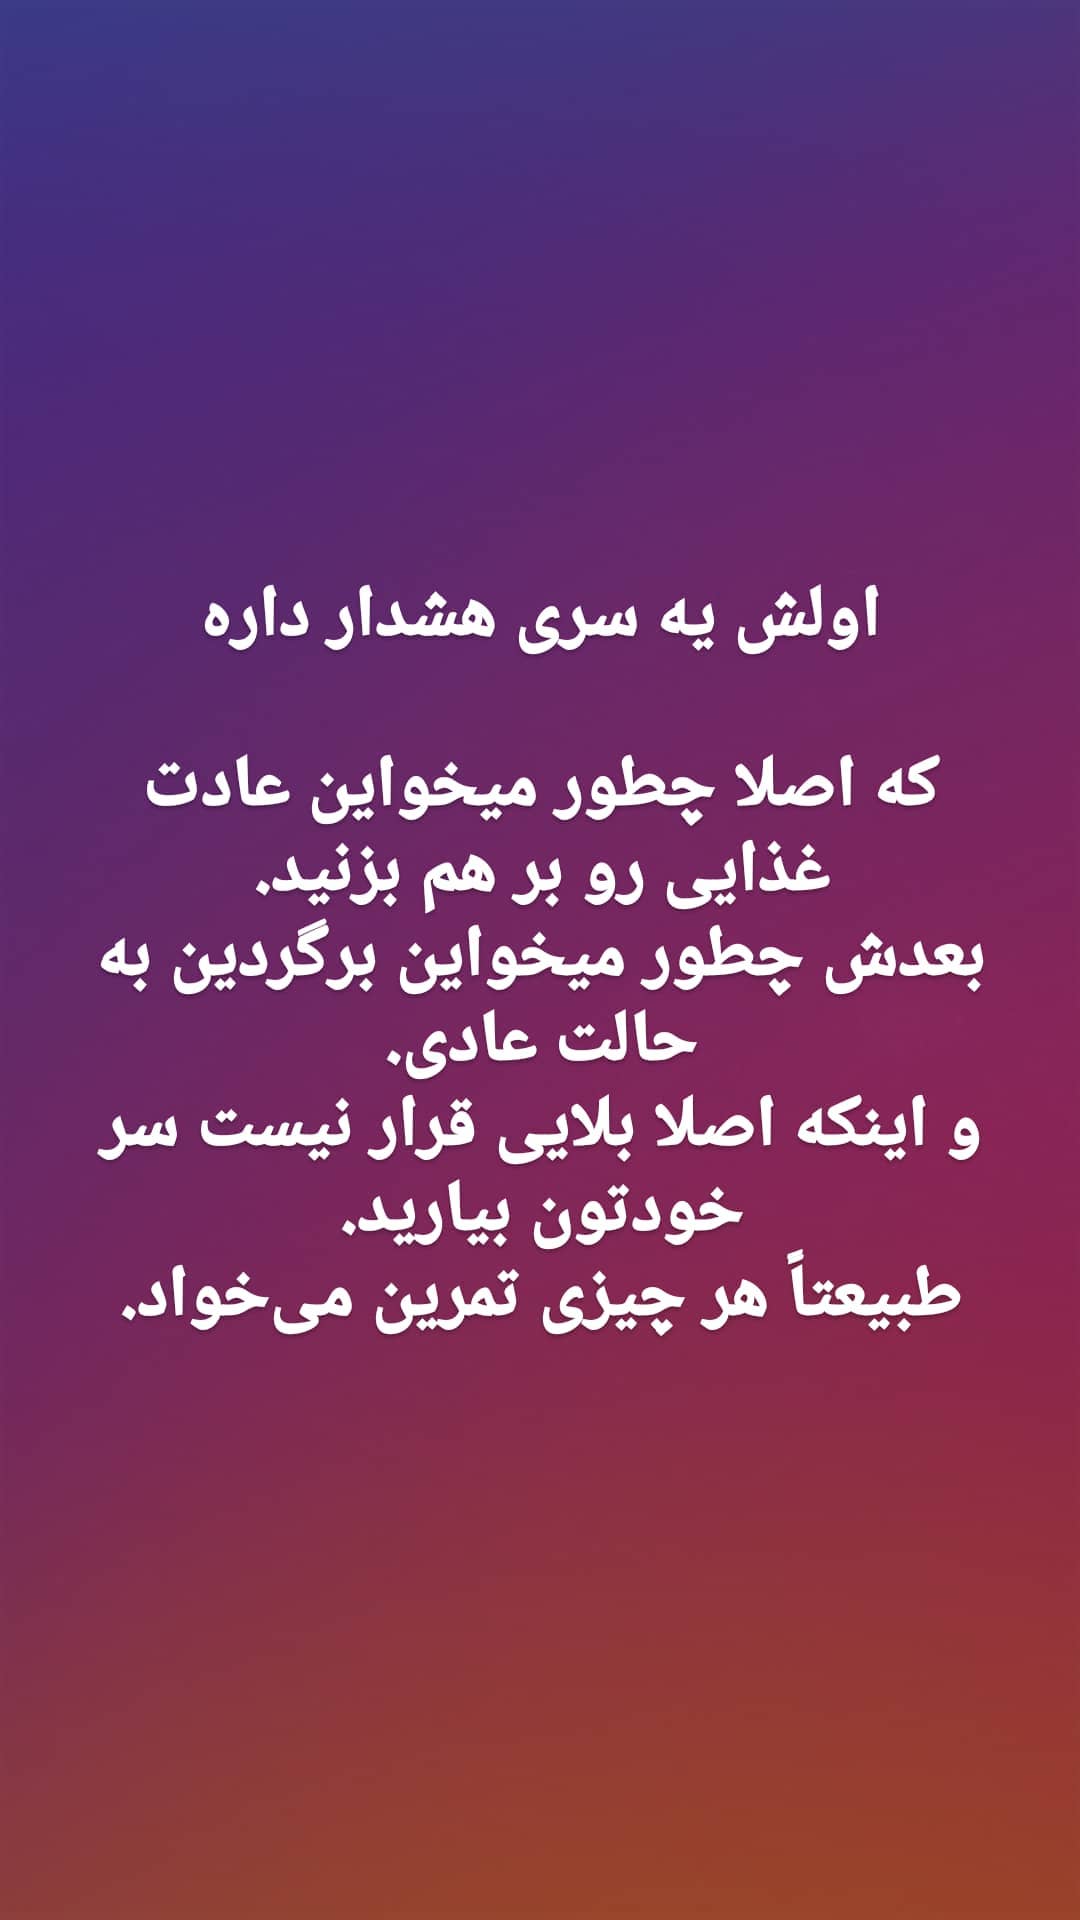 اولش یه سری هشدار داره
که اصلا چطور میخواین عادت
غذایی رو بر هم بزنید.
بعدش چطور میخواین برگردین به
حالت عادی.
و اینکه اصلا بلایی قرار نیست سر
خودتون بیارید.
طبیعتاً هر چیزی تمرین می‌خواد.